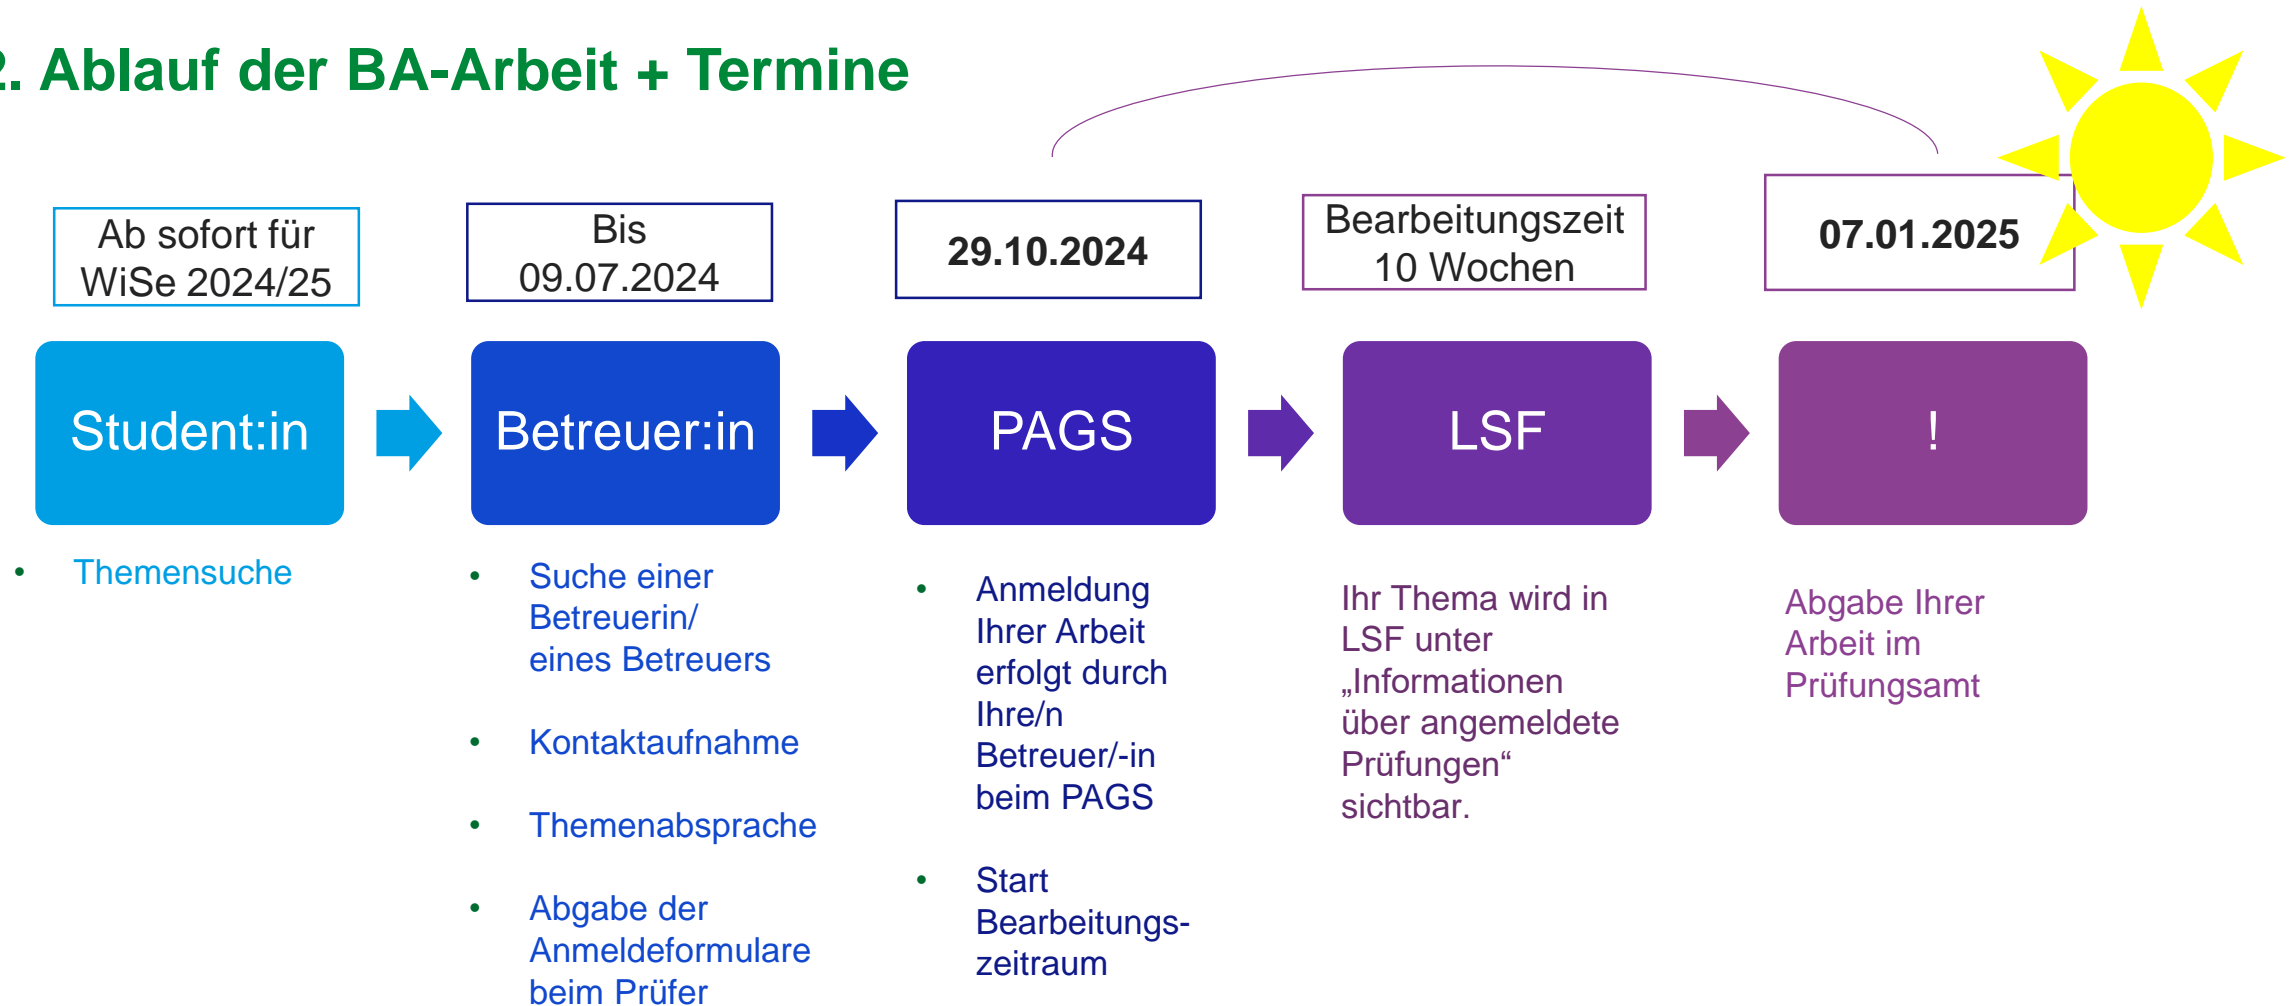 2. Ablauf der BA-Arbeit + Termine
Ab sofort für
WiSe 2024/25
Bis
09.07.2024
29.10.2024
Bearbeitungszeit
10 Wochen
07.01.2025
Student:in
Betreuer:in
PAGS
LSF
!
• Themensuche
• Suche einer
Betreuerin/
eines Betreuers
• Kontaktaufnahme
• Themenabsprache
• Abgabe der
Anmeldeformulare
beim Prüfer
• Anmeldung
Ihrer Arbeit
erfolgt durch
Ihre/n
Betreuer/-in
beim PAGS
• Start
Bearbeitungs-
zeitraum
Ihr Thema wird in
LSF unter
„Informationen
über angemeldete
Prüfungen“
sichtbar.
Abgabe Ihrer
Arbeit im
Prüfungsamt